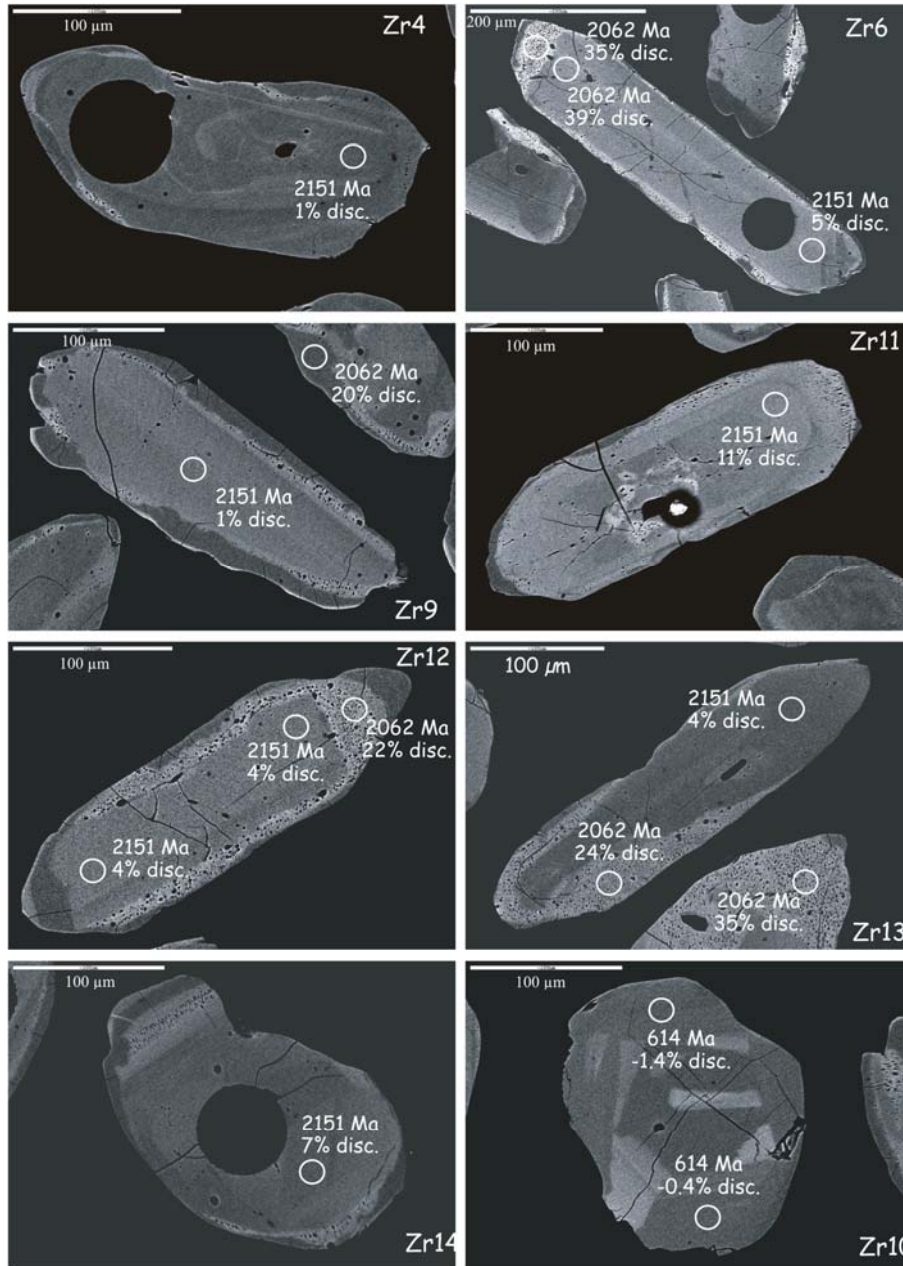 100 µm
Zr4
2151 Ma
1% disc.
200 µm
Zr6
2062 Ma
35% disc.
2062 Ma
39% disc.
2151 Ma
5% disc.
100 µm
2062 Ma
20% disc.
2151 Ma
1% disc.
Zr9
100 µm
Zr11
2151 Ma
11% disc.
100 µm
Zr12
2062 Ma
22% disc.
2151 Ma
4% disc.
2151 Ma
4% disc.
100 µm
2151 Ma
4% disc.
2062 Ma
24% disc.
2062 Ma
35% disc.
Zr13
100 µm
2151 Ma
7% disc.
Zr14
100 µm
614 Ma
-1.4% disc.
614 Ma
-0.4% disc.
Zr10